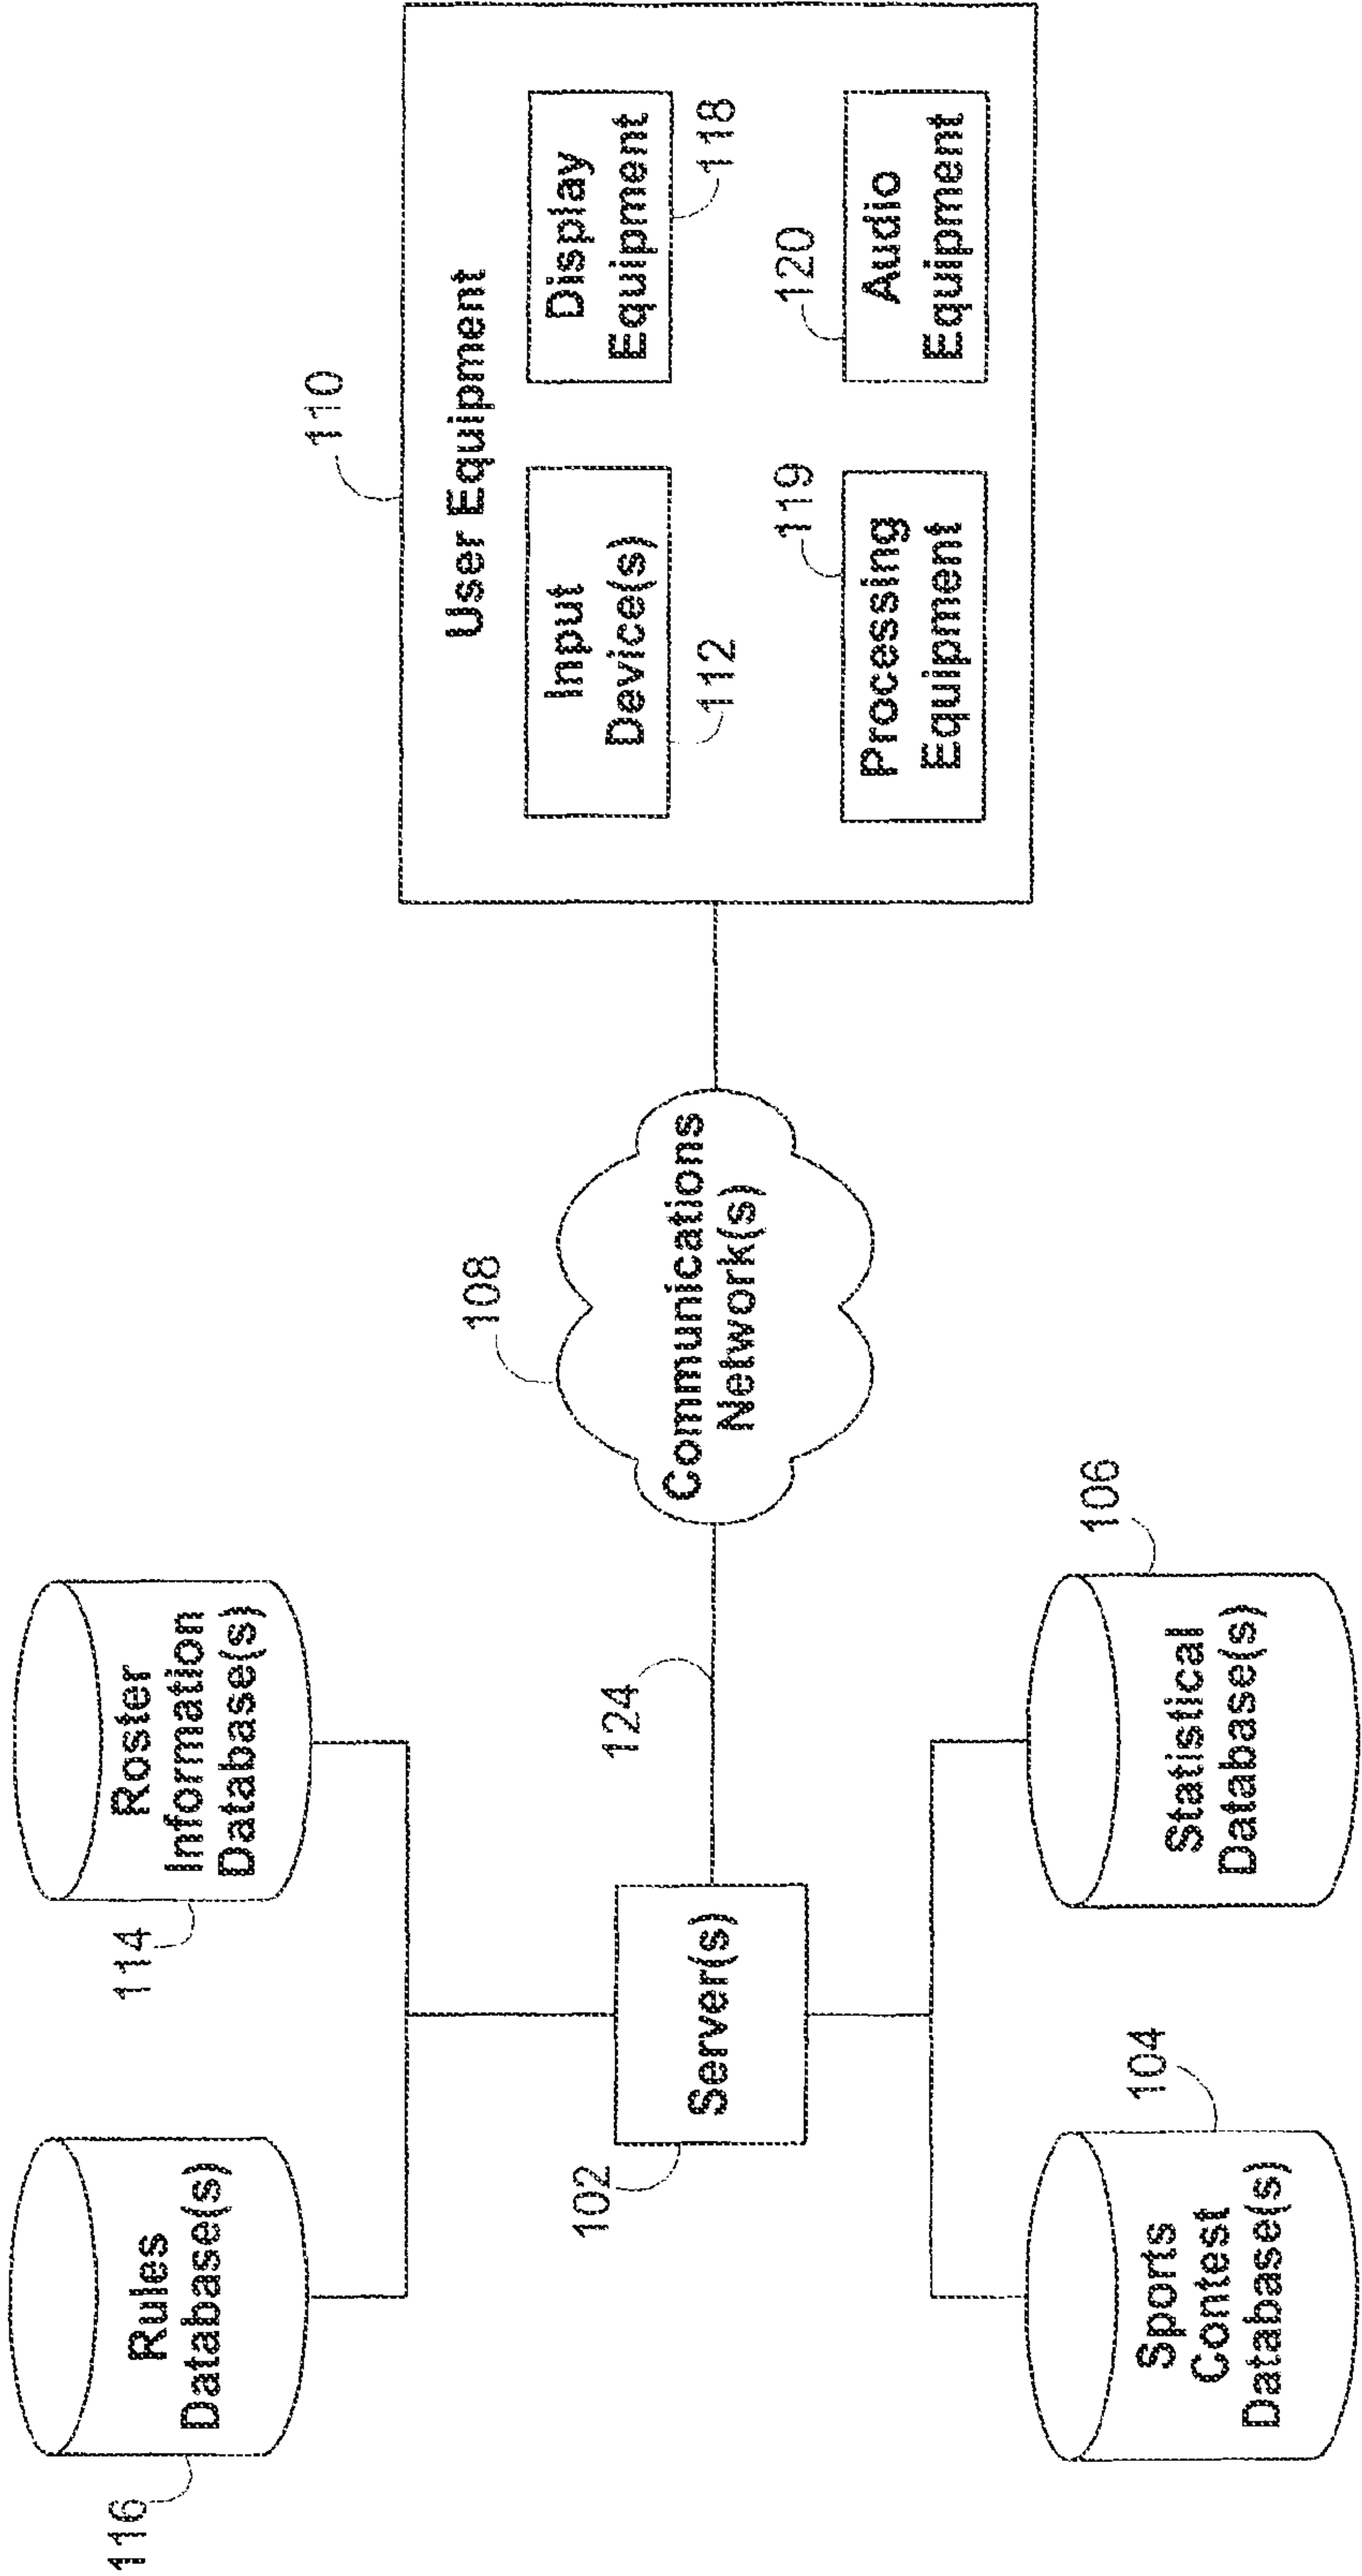 116
Rules
Database(s)
114
Roster
Information
Database(s)
102
Server(s)
124
104
Sports
Contest
Database(s)
106
Statistical
Database(s)
108
Communications
Network(s)
110
User Equipment
Input
Device(s)
112
Display
Equipment
118
119
Processing
Equipment
120
Audio
Equipment